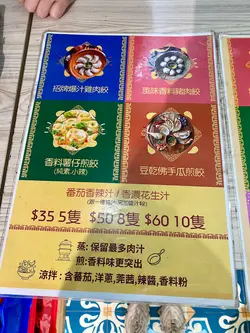 招牌爆汁雞肉餃
風味香料豬肉餃
香料薯仔煎餃
(純素,小辣)
豆乾佛手瓜煎餃
番茄香辣汁 / 香濃花生汁
$35 5隻 $50 8隻 $60 10隻
蒸: 保留最多肉汁
煎: 香料味更突出
涼拌: 含蕃茄,洋蔥,芫茜,辣醬,香料粉